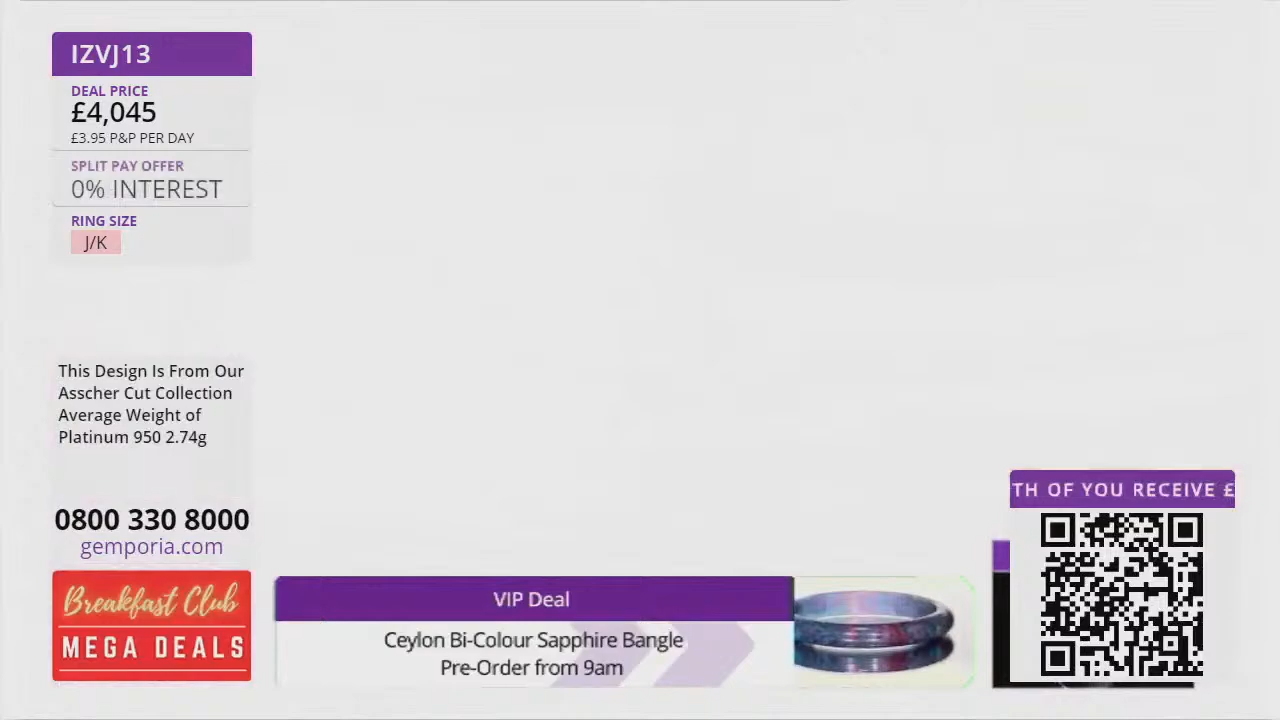 IZVJ13
DEAL PRICE
£4,045
£3.95 P&P PER DAY
SPLIT PAY OFFER
0% INTEREST
RING SIZE
J/K
This Design Is From Our
Asscher Cut Collection
Average Weight of
Platinum 950 2.74g
0800 330 8000
gemporia.com
Breakfast Club
MEGA DEALS
VIP Deal
Ceylon Bi-Colour Sapphire Bangle
Pre-Order from 9am
TH OF YOU RECEIVE £